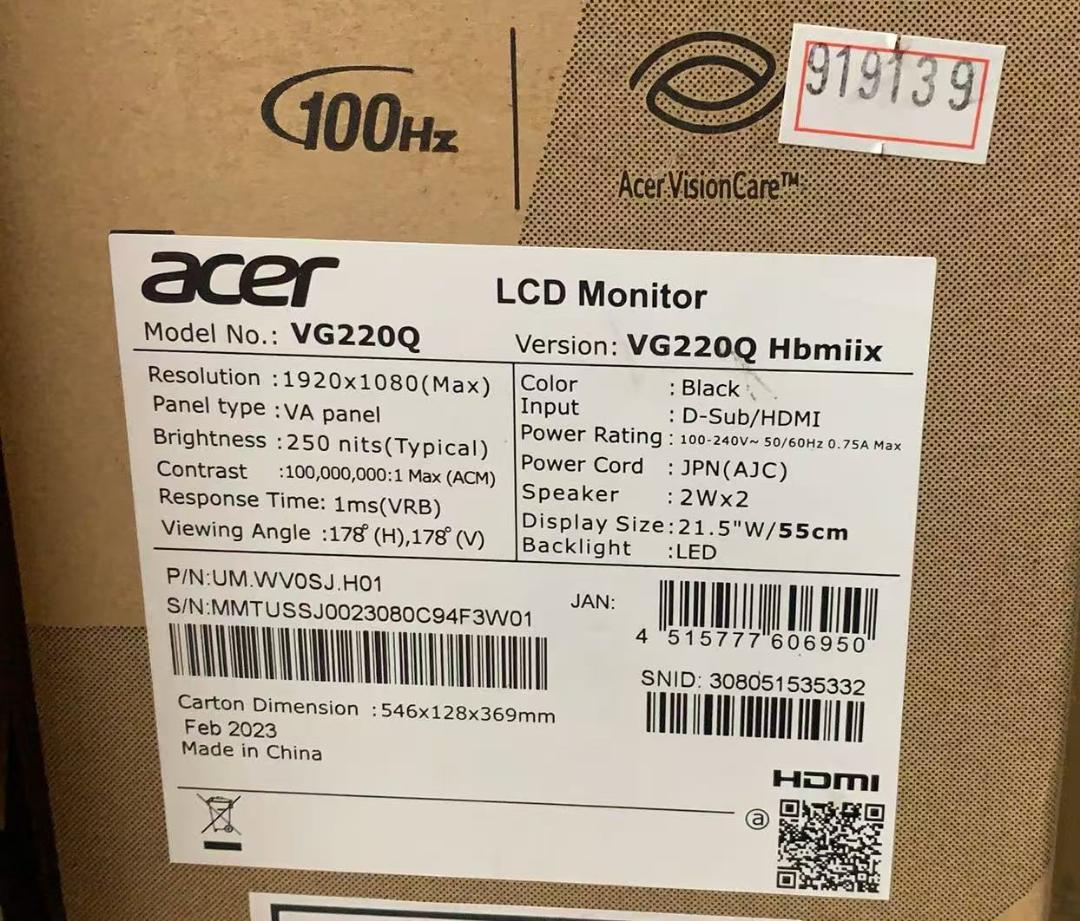 100Hz
919139
Acer VisionCare™
acer
LCD Monitor
Model No.: VG220Q
Version: VG220Q Hbmiix
Resolution :1920x1080(Max)
Panel type :VA panel
Brightness :250 nits(Typical)
Contrast :100,000,000:1 Max (ACM)
Response Time: 1ms(VRB)
Viewing Angle :178° (H),178° (V)
Color : Black
Input : D-Sub/HDMI
Power Rating : 100-240V~ 50/60Hz 0.75A Max
Power Cord : JPN(AJC)
Speaker : 2Wx2
Display Size:21.5"W/55cm
Backlight :LED
P/N:UM.WV0SJ.H01
S/N:MMTUSSJ0023080C94F3W01
JAN:
4 515777 606950
SNID: 308051535332
Carton Dimension :546x128x369mm
Feb 2023
Made in China
HDMI
a